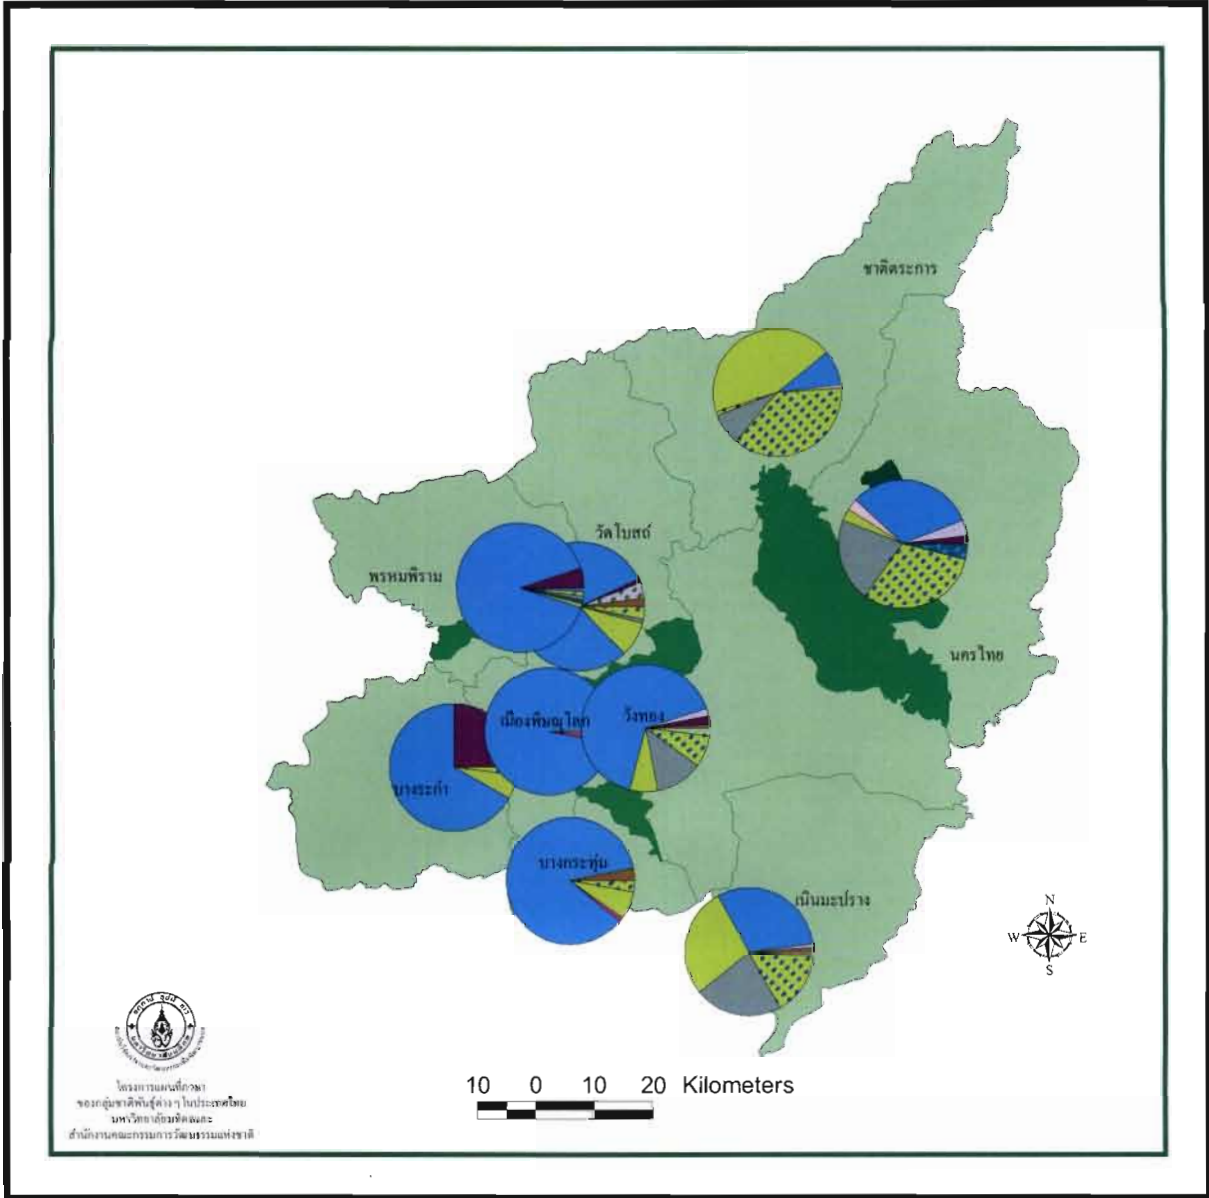 ชาติตระการ
วัดโบสถ์
พรหมพิราม
นครไทย
เมืองพิษณุโลก
วังทอง
บางระกำ
บางกระทุ่ม
เนินมะปราง
N
W E
S
10 0 10 20 Kilometers
โครงการแผนที่ภาษา
ของกลุ่มชาติพันธุ์ต่าง ๆ ในประเทศไทย
มหาวิทยาลัยมหิดลและ
สำนักงานคณะกรรมการวัฒนธรรมแห่งชาติ